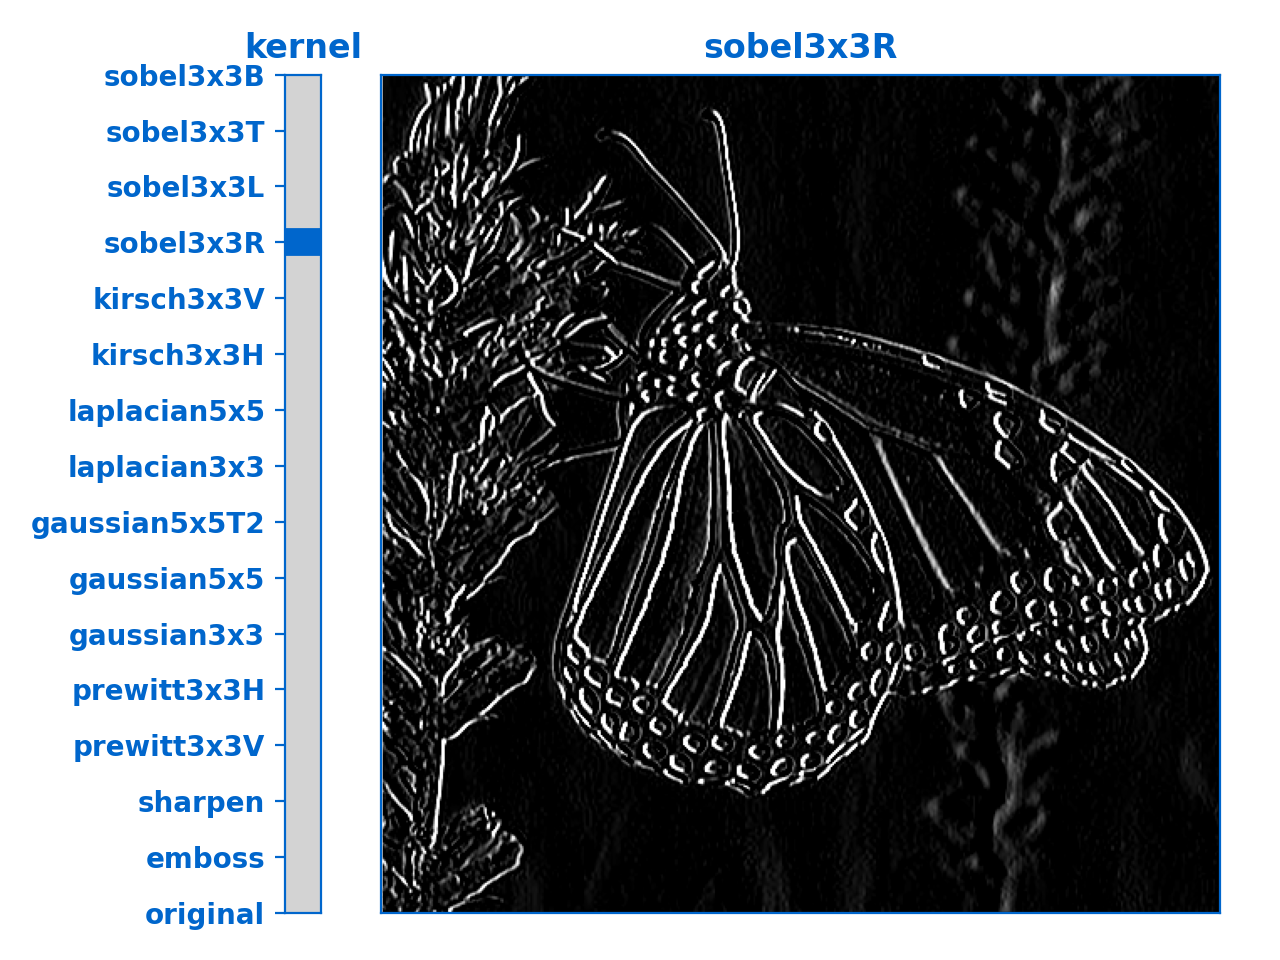 kernel
sobel3x3R
sobel3x3B
sobel3x3T
sobel3x3L
sobel3x3R
kirsch3x3V
kirsch3x3H
laplacian5x5
laplacian3x3
gaussian5x5T2
gaussian5x5
gaussian3x3
prewitt3x3H
prewitt3x3V
sharpen
emboss
original